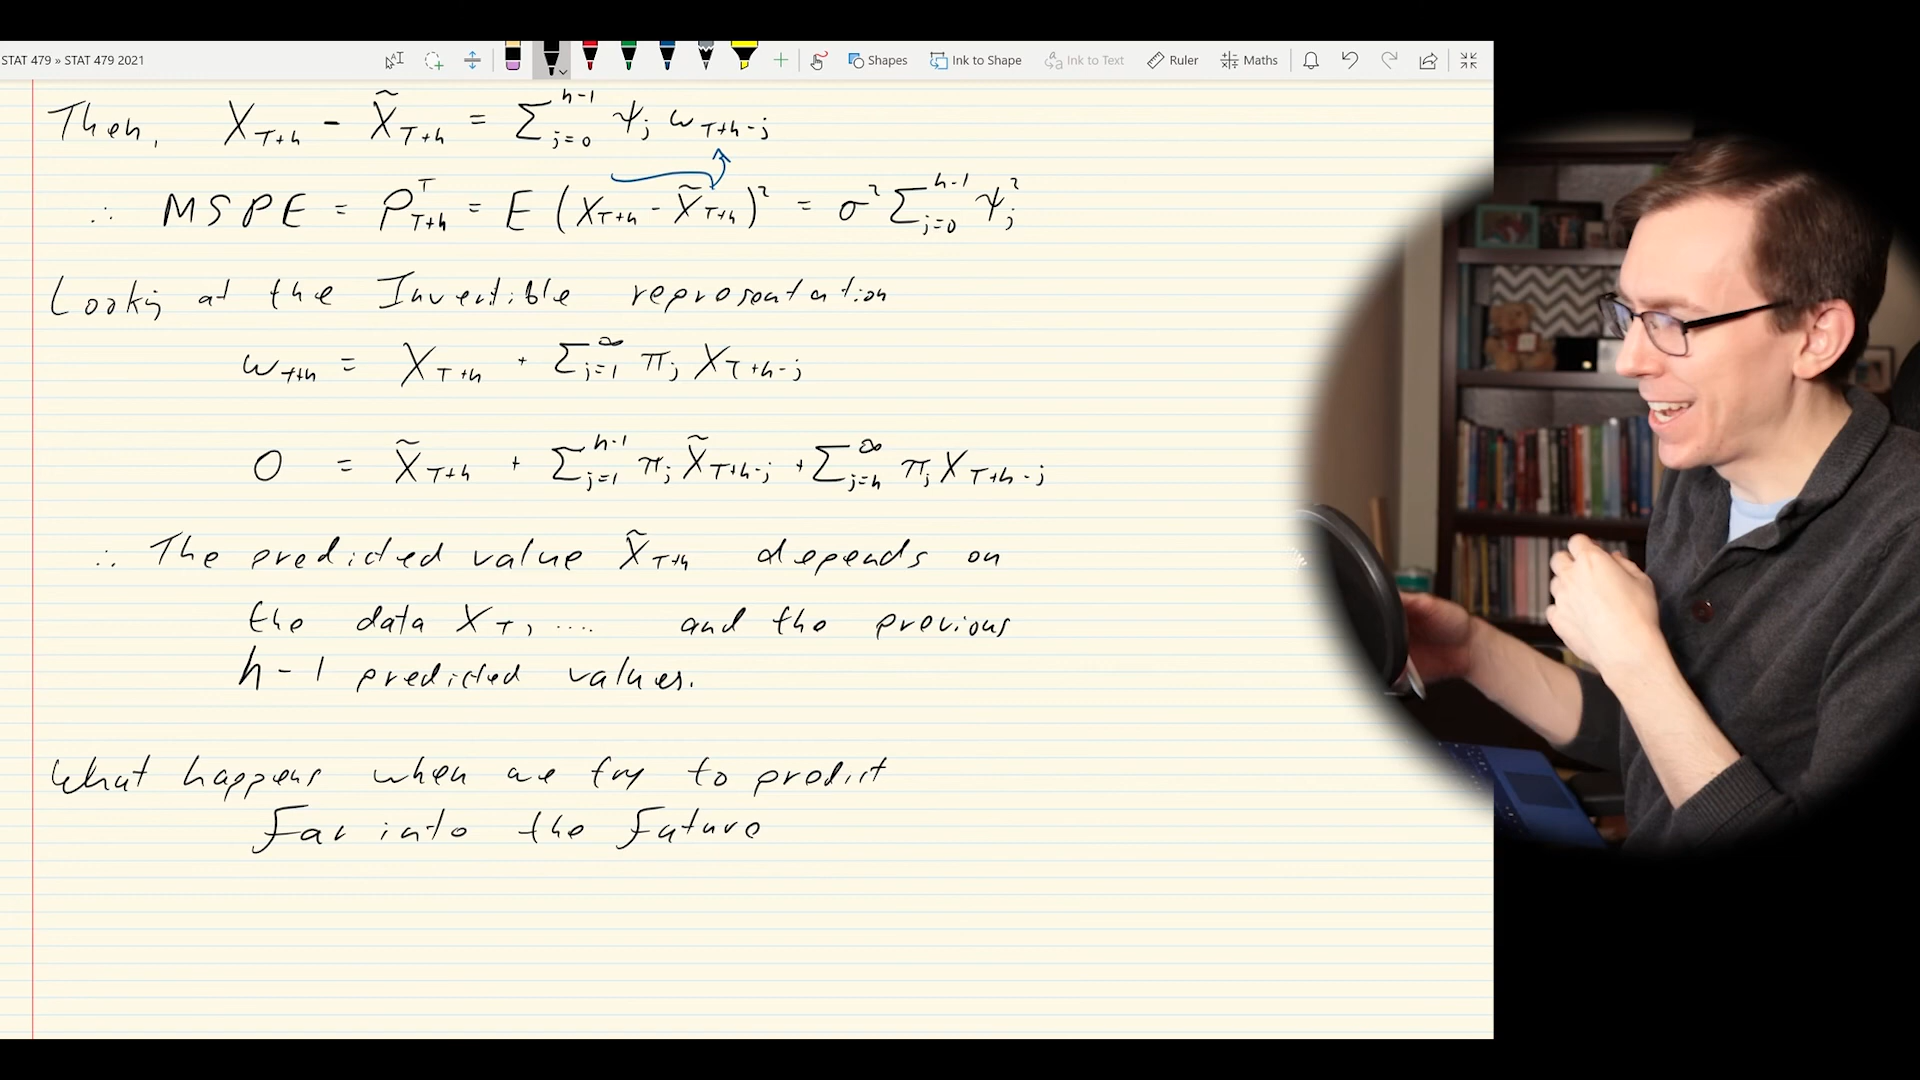 STAT 479 » STAT 479 2021
Shapes Ink to Shape Ink to Text Ruler Maths
Then, X_{T+h} - X̃_{T+h} = Σ_{j=0}^{h-1} ψ_j w_{T+h-j}
∴ MSPE = P_{T+h}^T = E (X_{T+h} - X̃_{T+h})² = σ² Σ_{j=0}^{h-1} ψ_j²
Looking at the Invertible representation
w_{T+h} = X_{T+h} + Σ_{j=1}^∞ π_j X_{T+h-j}
0 = X̃_{T+h} + Σ_{j=1}^{h-1} π_j X̃_{T+h-j} + Σ_{j=h}^∞ π_j X_{T+h-j}
∴ The predicted value X̃_{T+h} depends on
the data X_T, .... and the previous
h-1 predicted values.
What happens when we try to predict
far into the future